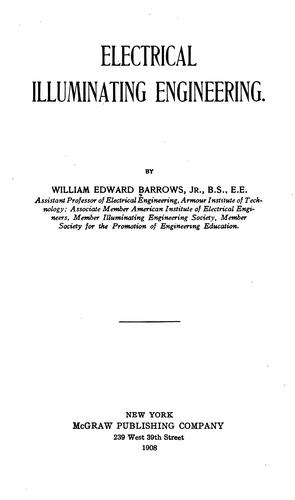 ELECTRICAL
ILLUMINATING ENGINEERING.
BY
WILLIAM EDWARD BARROWS, JR., B.S., E.E.
Assistant Professor of Electrical Engineering, Armour Institute of Tech-
nology: Associate Member American Institute of Electrical Engi-
neers, Member Illuminating Engineering Society, Member
Society for the Promotion of Engineering Education.
NEW YORK
McGRAW PUBLISHING COMPANY
239 West 39th Street
1908